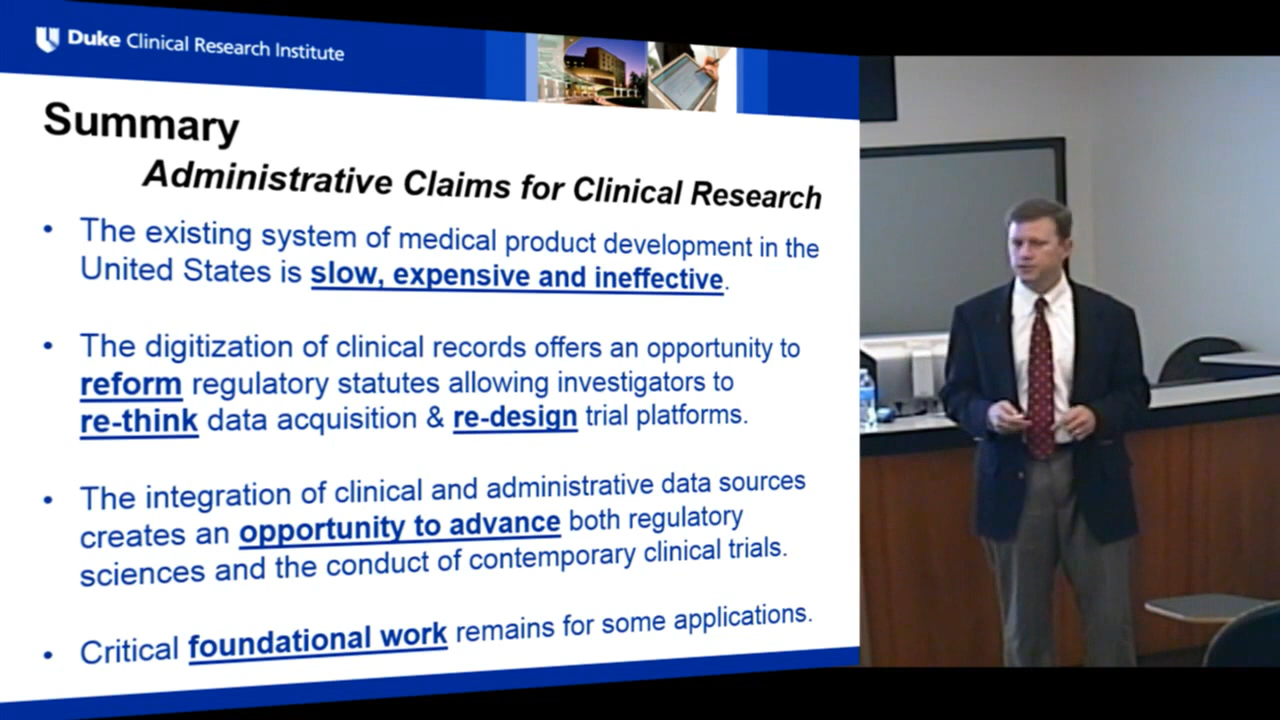 Duke Clinical Research Institute
Summary
Administrative Claims for Clinical Research
• The existing system of medical product development in the
United States is slow, expensive and ineffective.
• The digitization of clinical records offers an opportunity to
reform regulatory statutes allowing investigators to
re-think data acquisition & re-design trial platforms.
• The integration of clinical and administrative data sources
creates an opportunity to advance both regulatory
sciences and the conduct of contemporary clinical trials.
• Critical foundational work remains for some applications.